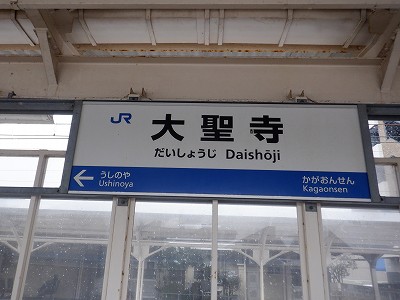 JR 大聖寺
だいしょうじ Daishōji
← うしのや かがおんせん
Ushinoya Kagaonsen